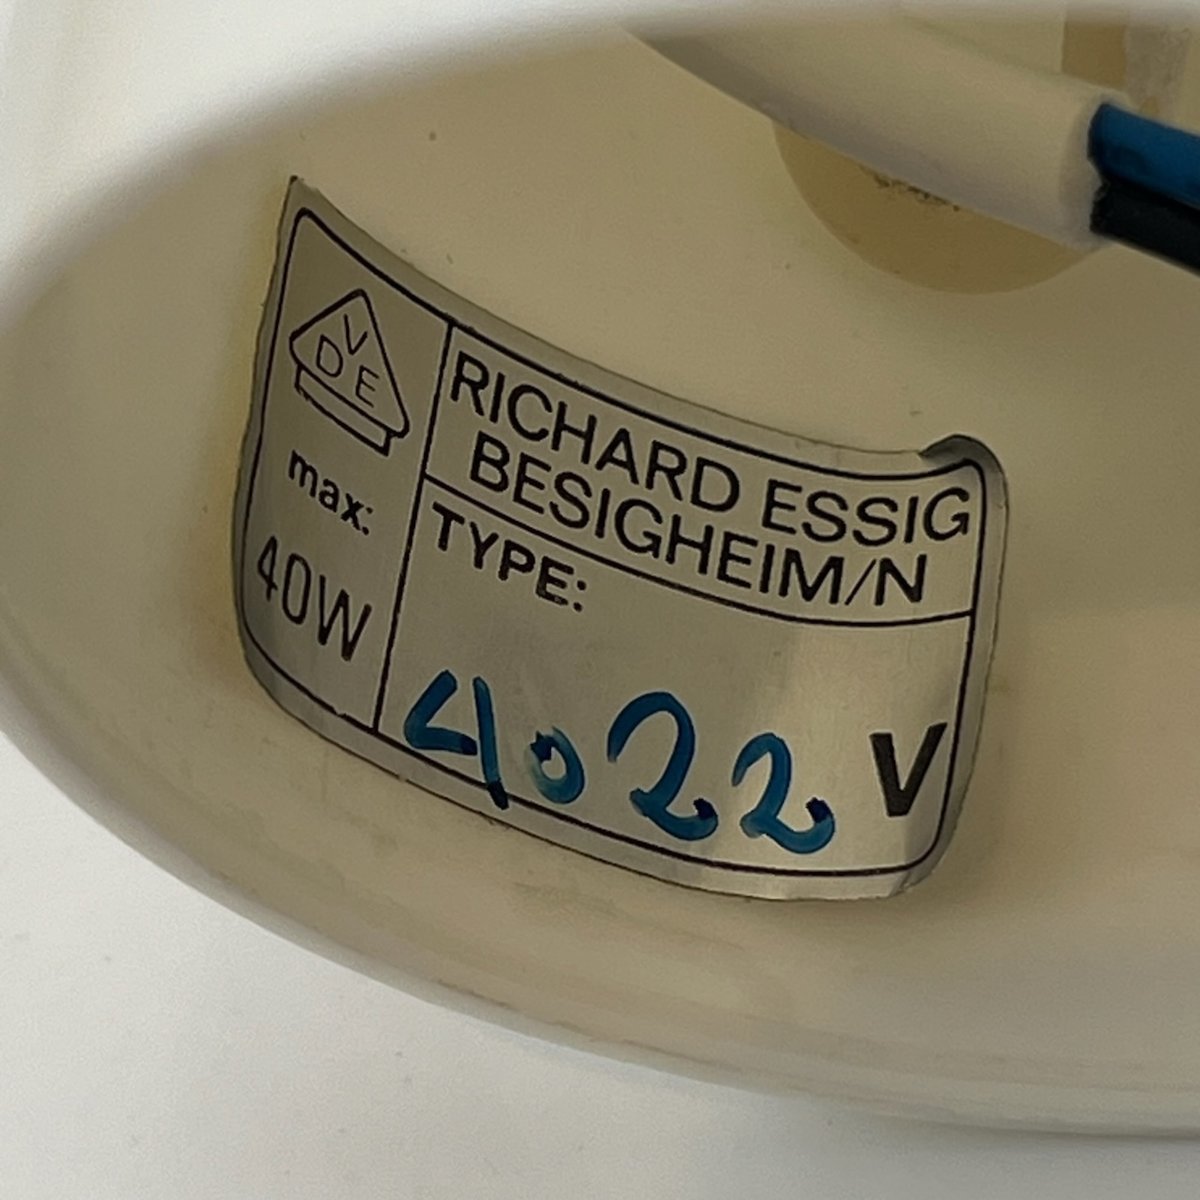 VDE
max:
40W
RICHARD ESSIG
BESIGHEIM/N
TYPE:
4022 V